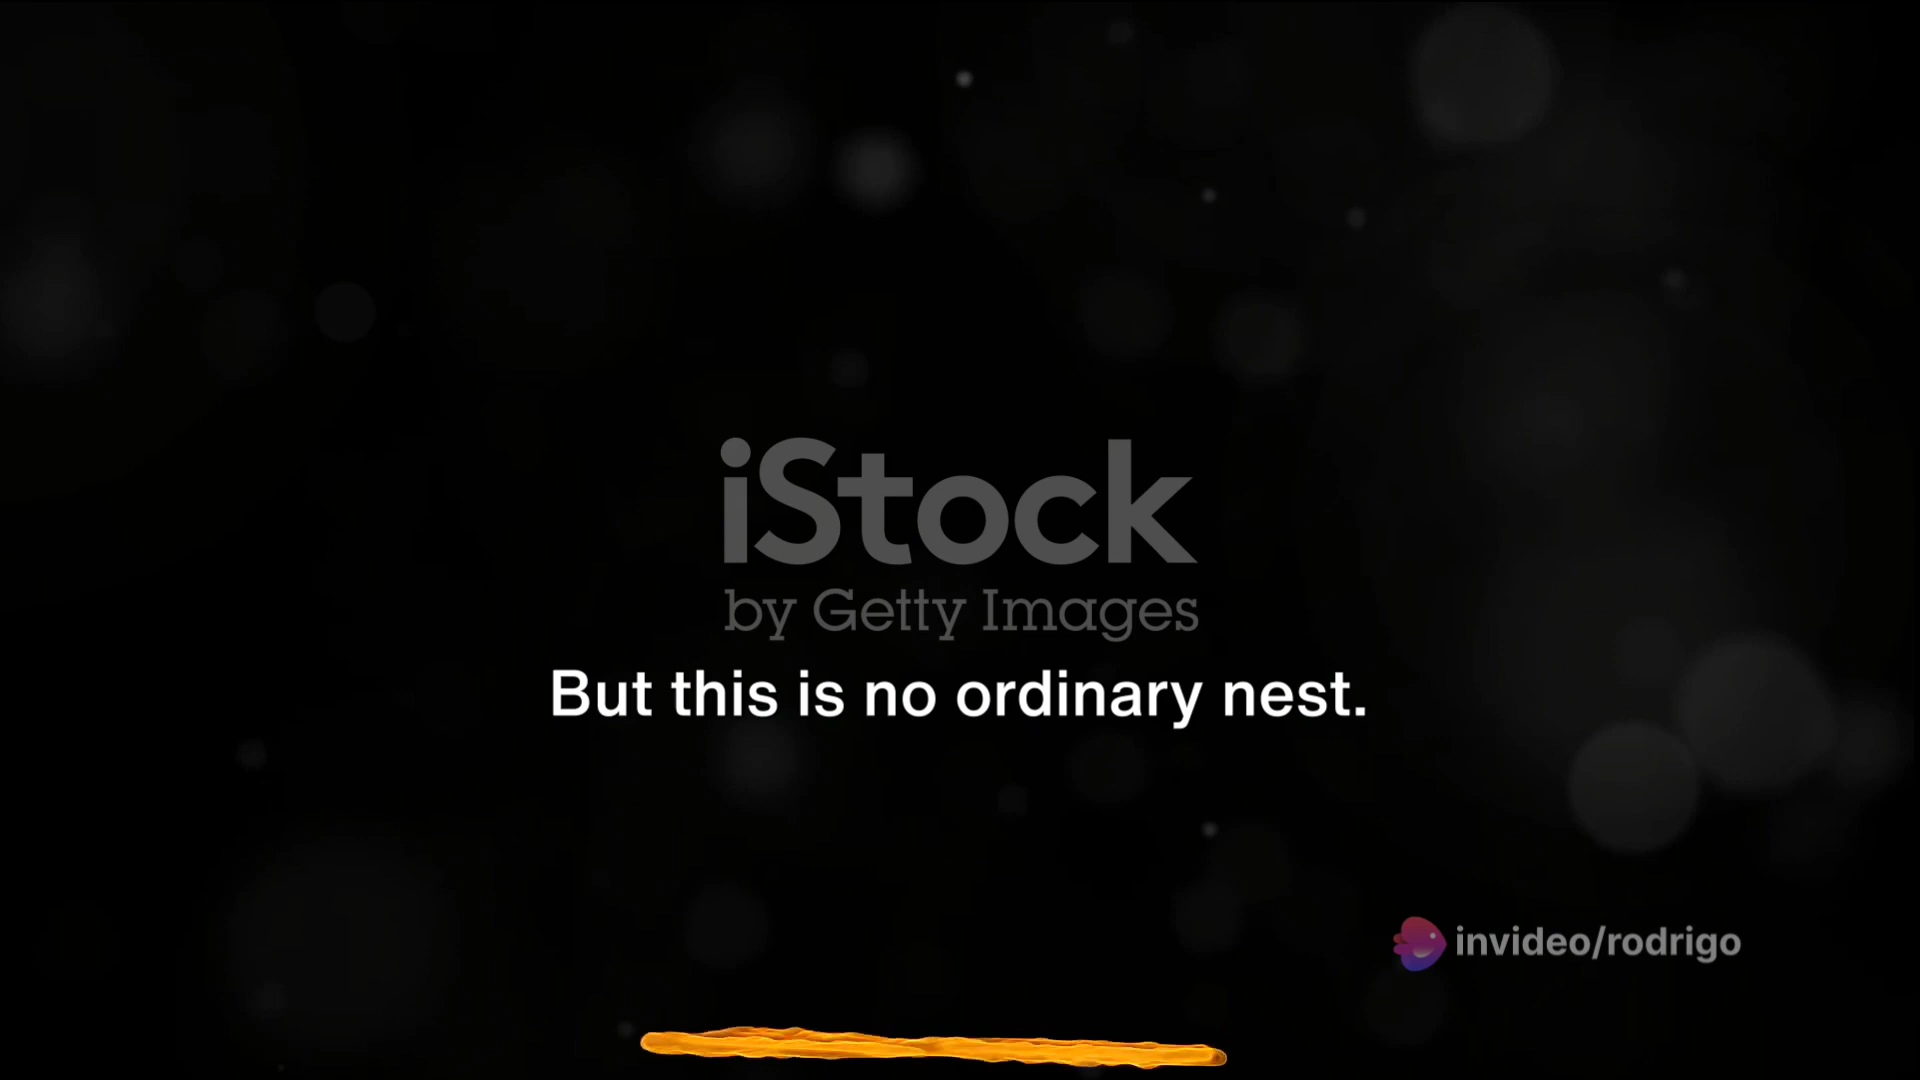 iStock
by Getty Images
But this is no ordinary nest.
invideo/rodrigo